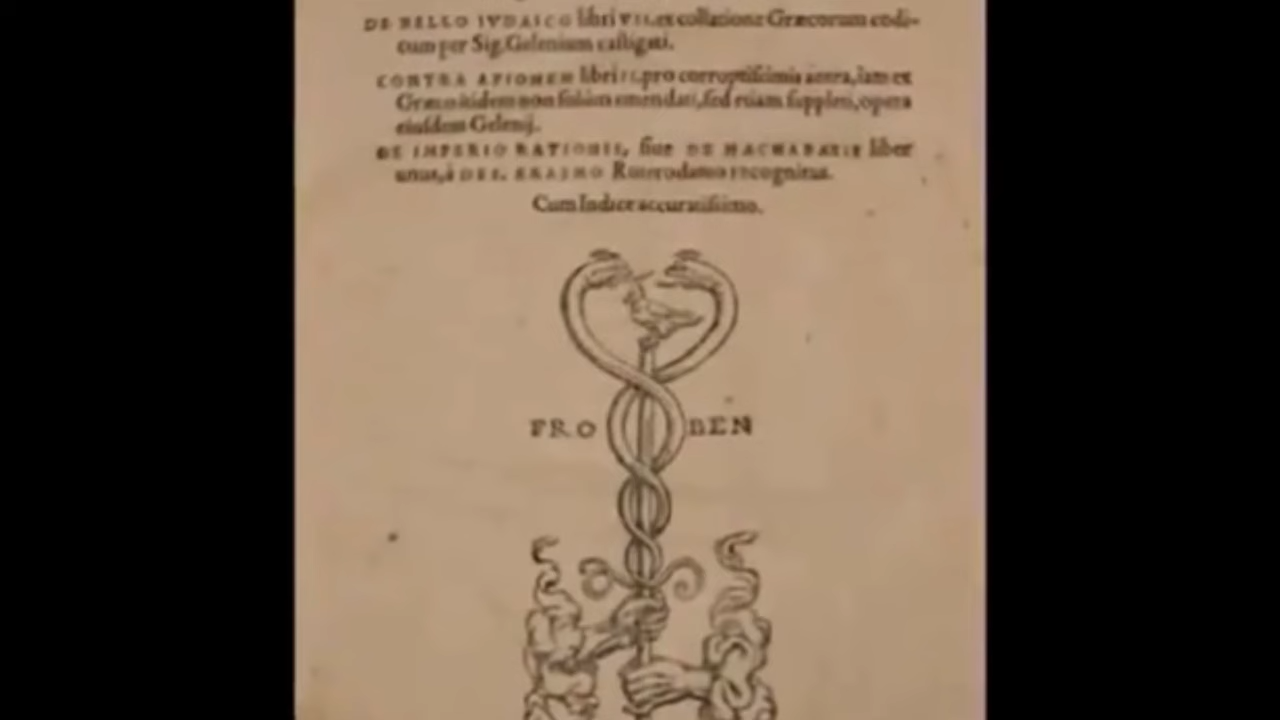 DE BELLO IVDAICO libri VII. ex collatione Græcorum codi-
cum per Sig. Gelenium castigati.
CONTRA APIONEM libri II. pro corruptissimis antea, iam ex
Græco itidem non solùm emendati, sed etiam suppleti, opera
eiusdem Gelenij.
DE IMPERIO RATIONIS, siue DE MACHABAEIS liber
unus, à DES. ERASMO Roterodamo recognitus.
Cum Indice accuratissimo.
FRO BEN